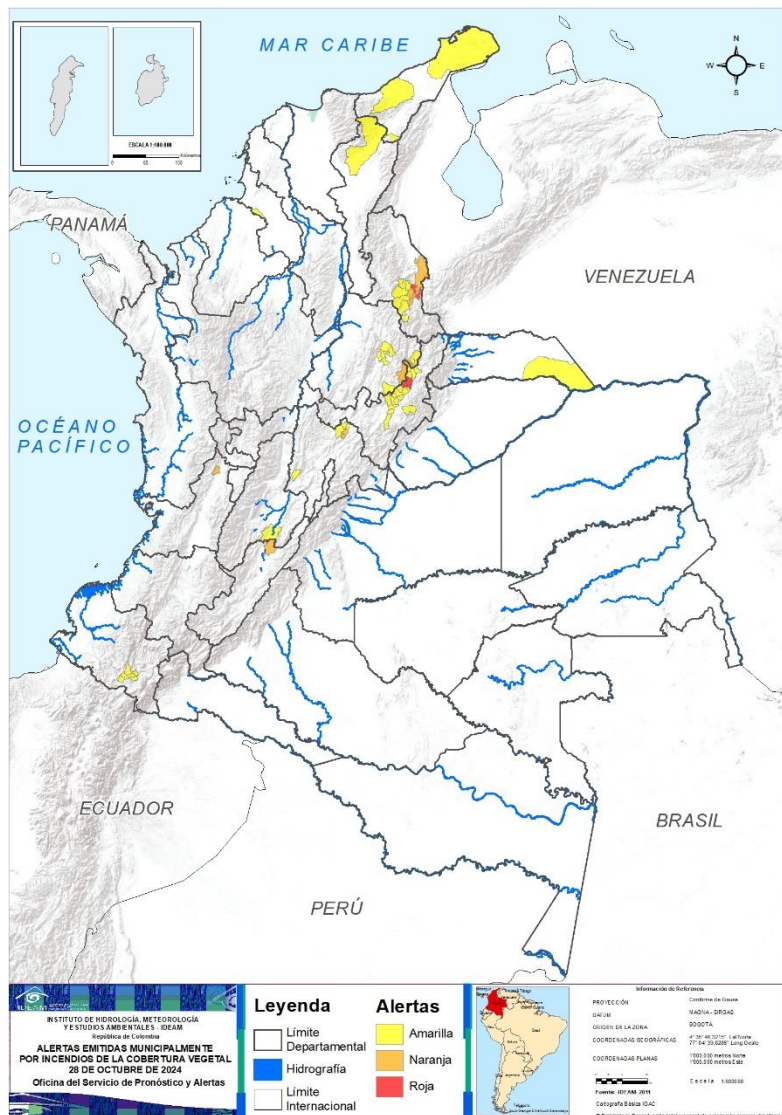 MAR CARIBE
N
W
E
S
ESCALA 1:800.000
PANAMÁ
VENEZUELA
OCÉANO
PACÍFICO
ECUADOR
BRASIL
PERÚ
IDEAM
INSTITUTO DE HIDROLOGÍA, METEOROLOGÍA
Y ESTUDIOS AMBIENTALES - IDEAM
República de Colombia
ALERTAS EMITIDAS MUNICIPALMENTE
POR INCENDIOS DE LA COBERTURA VEGETAL
28 DE OCTUBRE DE 2024
Oficina del Servicio de Pronóstico y Alertas
Leyenda
Límite
Departamental
Hidrografía
Límite
Internacional
Alertas
Amarilla
Naranja
Roja
Información de Referencia
PROYECCIÓN
Conforme de Gauss
DATUM
MAGNA - SIRGAS
ORIGEN DE LA ZONA
BOGOTÁ
COORDENADAS GEOGRÁFICAS
COORDENADAS PLANAS
1'000.000 metros Norte
1'000.000 metros Este
Fuente: IDEAM 2011
Cartografía Básica IGAC